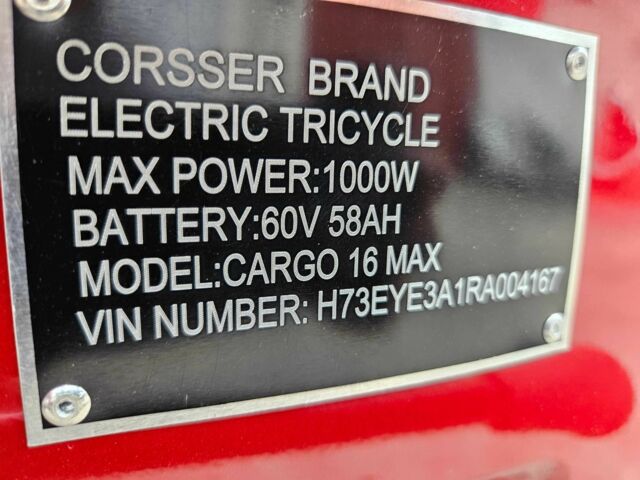 CORSSER BRAND
ELECTRIC TRICYCLE
MAX POWER:1000W
BATTERY:60V 58AH
MODEL:CARGO 16 MAX
VIN NUMBER: H73EYE3A1RA004167